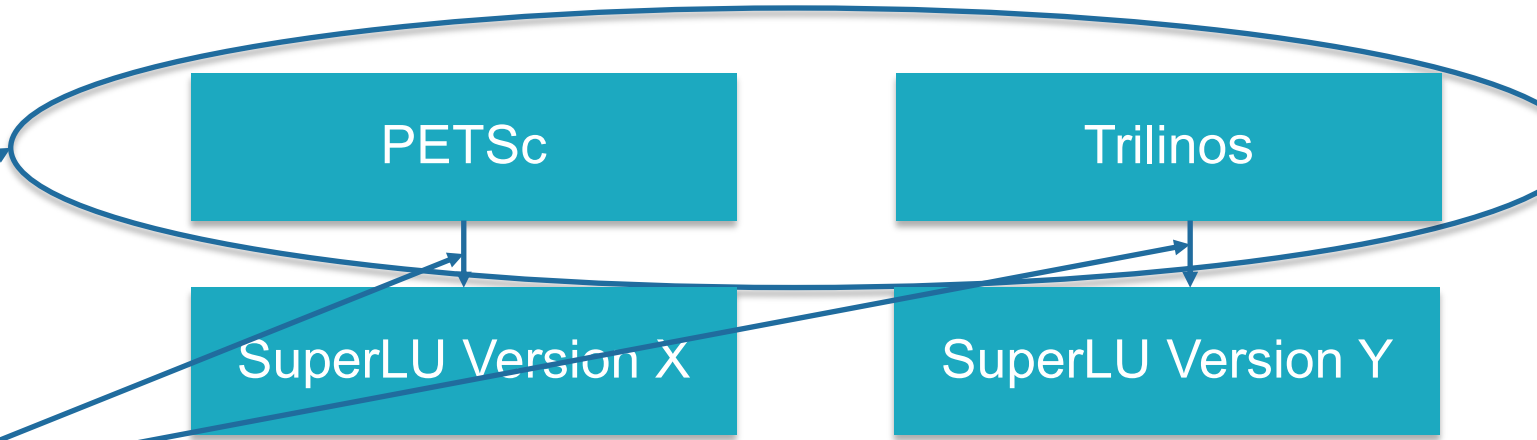 PETSc
Trilinos
SuperLU Version X
SuperLU Version Y